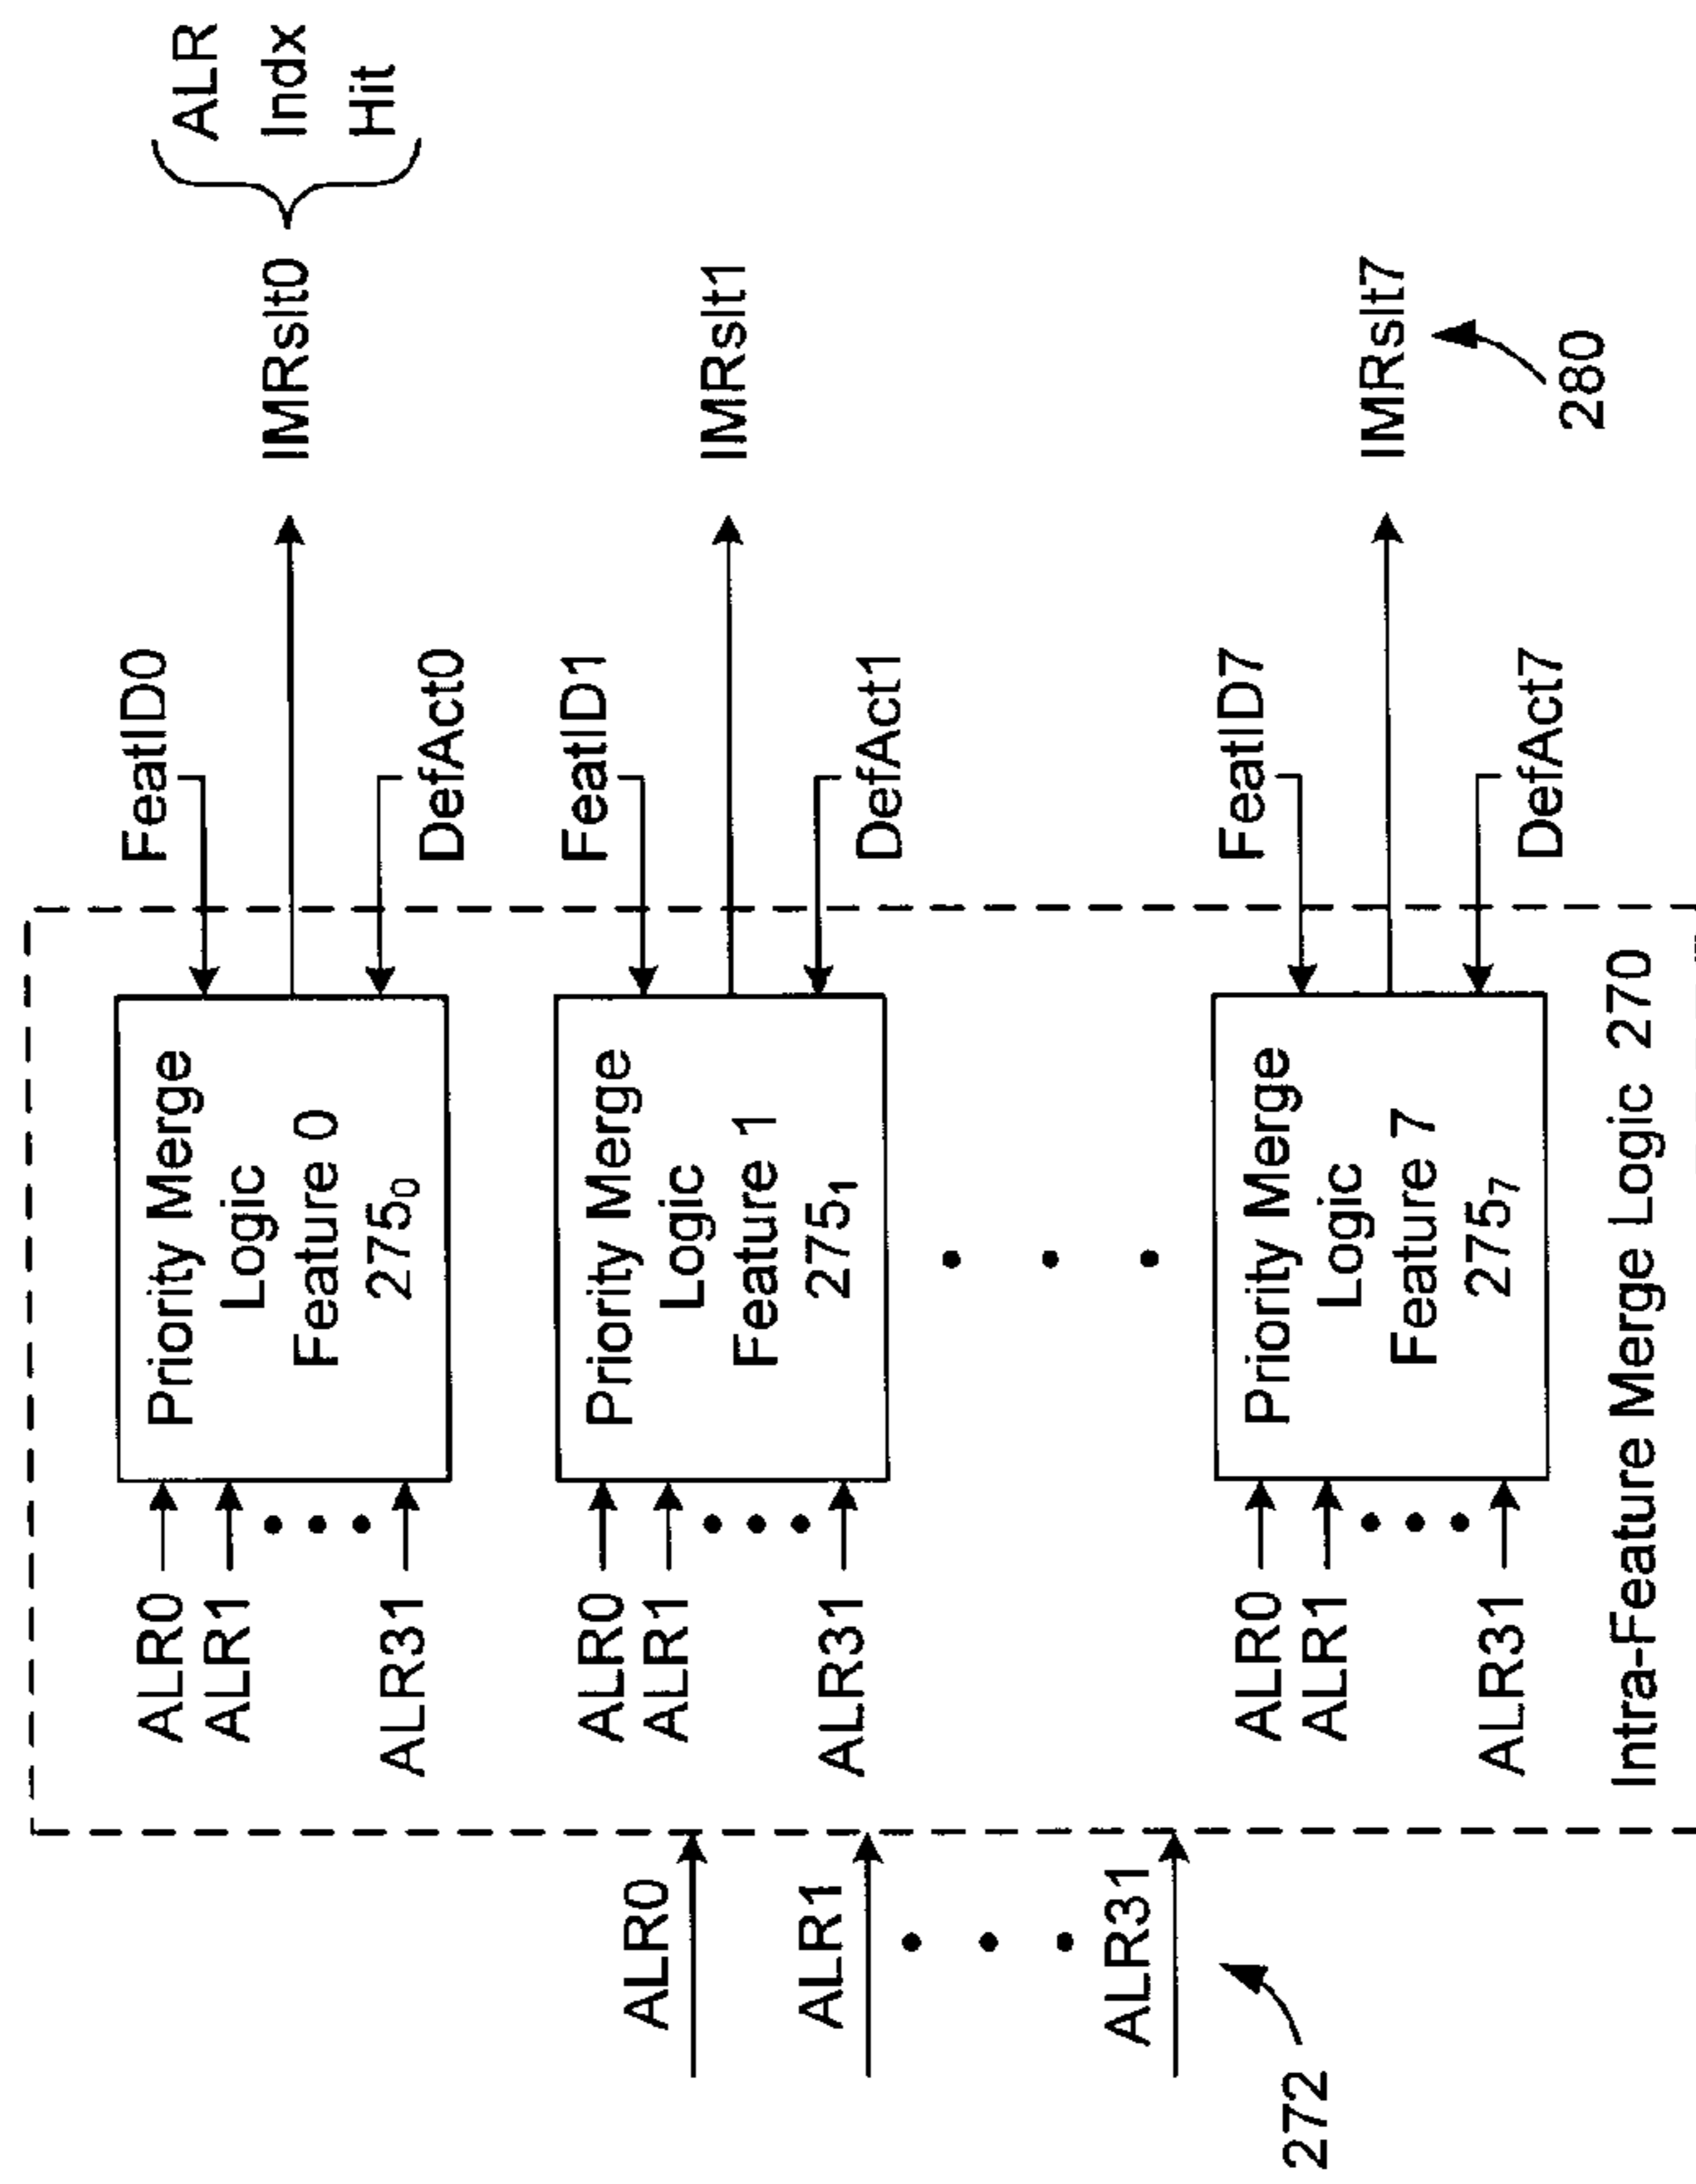 ALR0
ALR1
ALR31
272
ALR0
ALR1
ALR31
Priority Merge
Logic
Feature 0
275₀
FeatID0
DefAct0
IMRslt0
ALR
Indx
Hit
ALR0
ALR1
ALR31
Priority Merge
Logic
Feature 1
275₁
FeatID1
DefAct1
IMRslt1
ALR0
ALR1
ALR31
Priority Merge
Logic
Feature 7
275₇
FeatID7
DefAct7
IMRslt7
280
Intra-Feature Merge Logic 270